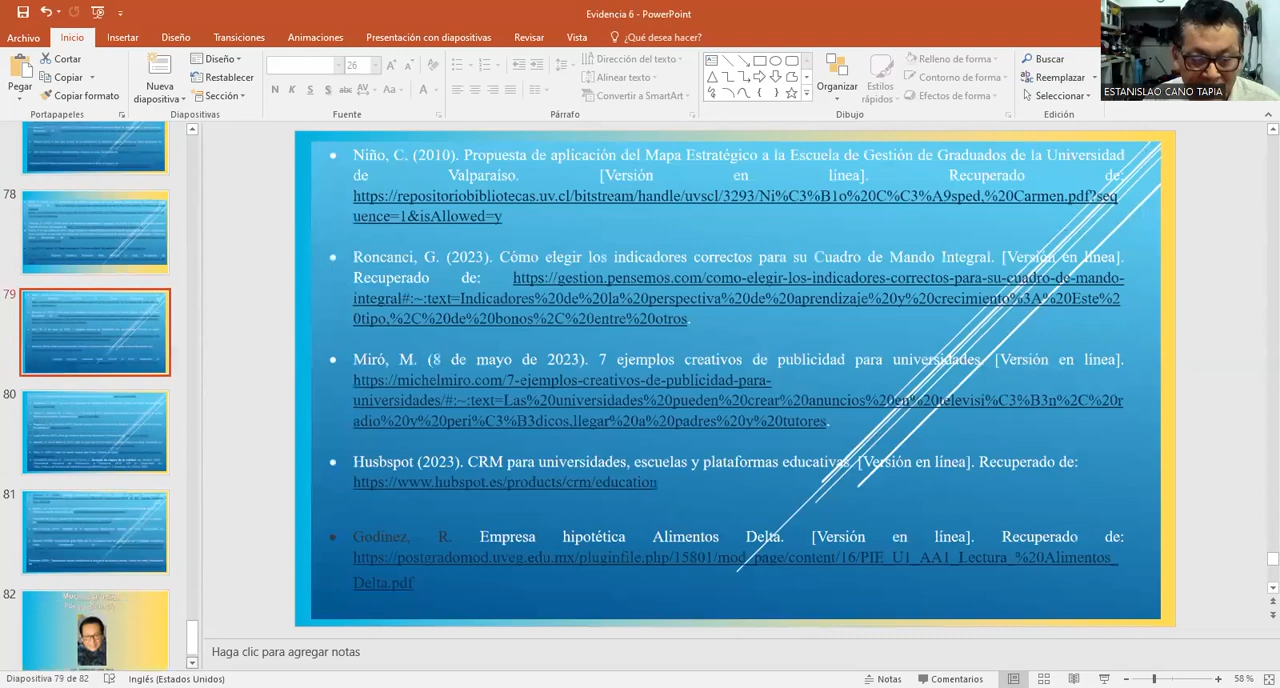 Evidencia 6 - PowerPoint
Archivo Inicio Insertar Diseño Transiciones Animaciones Presentación con diapositivas Revisar Vista ¿Qué desea hacer?
Pegar
Cortar
Copiar
Copiar formato
Portapapeles
Nueva diapositiva
Diseño
Restablecer
Sección
Diapositivas
26
N K S S abc AV Aa A
Fuente
Dirección del texto
Alinear texto
Convertir a SmartArt
Párrafo
Organizar
Estilos rápidos
Relleno de forma
Contorno de forma
Efectos de forma
Dibujo
Buscar
Reemplazar
Seleccionar
Edición
ESTANISLAO CANO TAPIA
78
79
80
81
82
• Niño, C. (2010). Propuesta de aplicación del Mapa Estratégico a la Escuela de Gestión de Graduados de la Universidad
de Valparaíso. [Versión en línea]. Recuperado de:
https://repositoriobibliotecas.uv.cl/bitstream/handle/uvscl/3293/Ni%C3%B1o%20C%C3%A9sped,%20Carmen.pdf?seq
uence=1&isAllowed=y
• Roncanci, G. (2023). Cómo elegir los indicadores correctos para su Cuadro de Mando Integral. [Versión en línea].
Recuperado de: https://gestion.pensemos.com/como-elegir-los-indicadores-correctos-para-su-cuadro-de-mando-
integral#:~:text=Indicadores%20de%20la%20perspectiva%20de%20aprendizaje%20y%20crecimiento%3A%20Este%2
0tipo,%2C%20de%20bonos%2C%20entre%20otros.
• Miró, M. (8 de mayo de 2023). 7 ejemplos creativos de publicidad para universidades. [Versión en línea].
https://michelmiro.com/7-ejemplos-creativos-de-publicidad-para-
universidades/#:~:text=Las%20universidades%20pueden%20crear%20anuncios%20en%20televisi%C3%B3n%2C%20r
adio%20y%20peri%C3%B3dicos,llegar%20a%20padres%20y%20tutores.
• Husbspot (2023). CRM para universidades, escuelas y plataformas educativas. [Versión en línea]. Recuperado de:
https://www.hubspot.es/products/crm/education
• Godínez, R. Empresa hipotética Alimentos Delta. [Versión en línea]. Recuperado de:
https://postgradomod.uveg.edu.mx/pluginfile.php/15801/mod_page/content/16/PIE_U1_AA1_Lectura_%20Alimentos_
Delta.pdf
Haga clic para agregar notas
Diapositiva 79 de 82 Inglés (Estados Unidos) Notas Comentarios 58 %